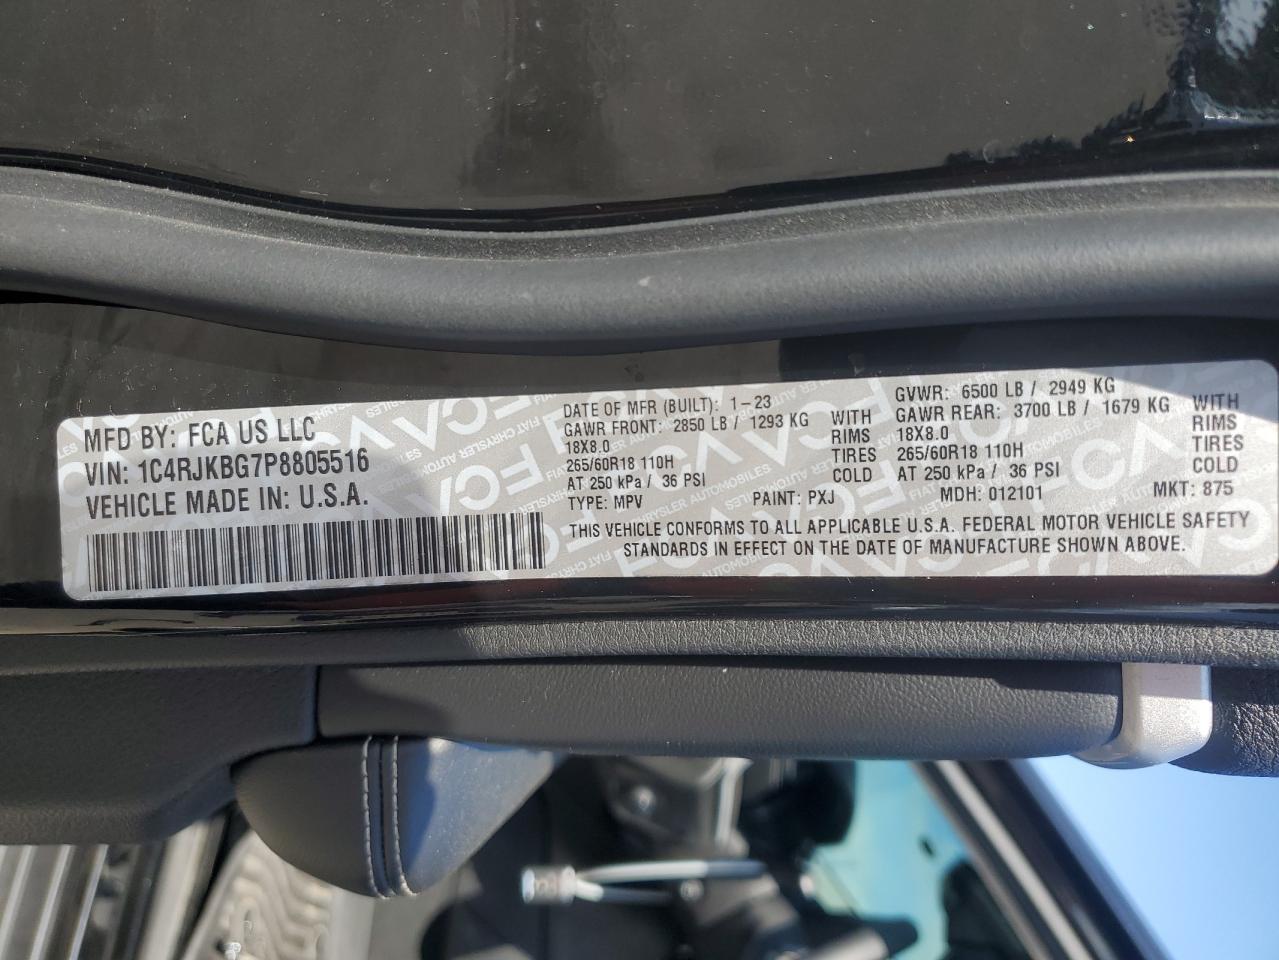 MFD BY: FCA US LLC
VIN: 1C4RJKBG7P8805516
VEHICLE MADE IN: U.S.A.
DATE OF MFR (BUILT): 1-23 GVWR: 6500 LB / 2949 KG
GAWR FRONT: 2850 LB / 1293 KG WITH GAWR REAR: 3700 LB / 1679 KG WITH
18X8.0 RIMS 18X8.0 RIMS
265/60R18 110H TIRES 265/60R18 110H TIRES
AT 250 kPa / 36 PSI COLD AT 250 kPa / 36 PSI COLD
TYPE: MPV PAINT: PXJ MDH: 012101 MKT: 875
THIS VEHICLE CONFORMS TO ALL APPLICABLE U.S.A. FEDERAL MOTOR VEHICLE SAFETY
STANDARDS IN EFFECT ON THE DATE OF MANUFACTURE SHOWN ABOVE.